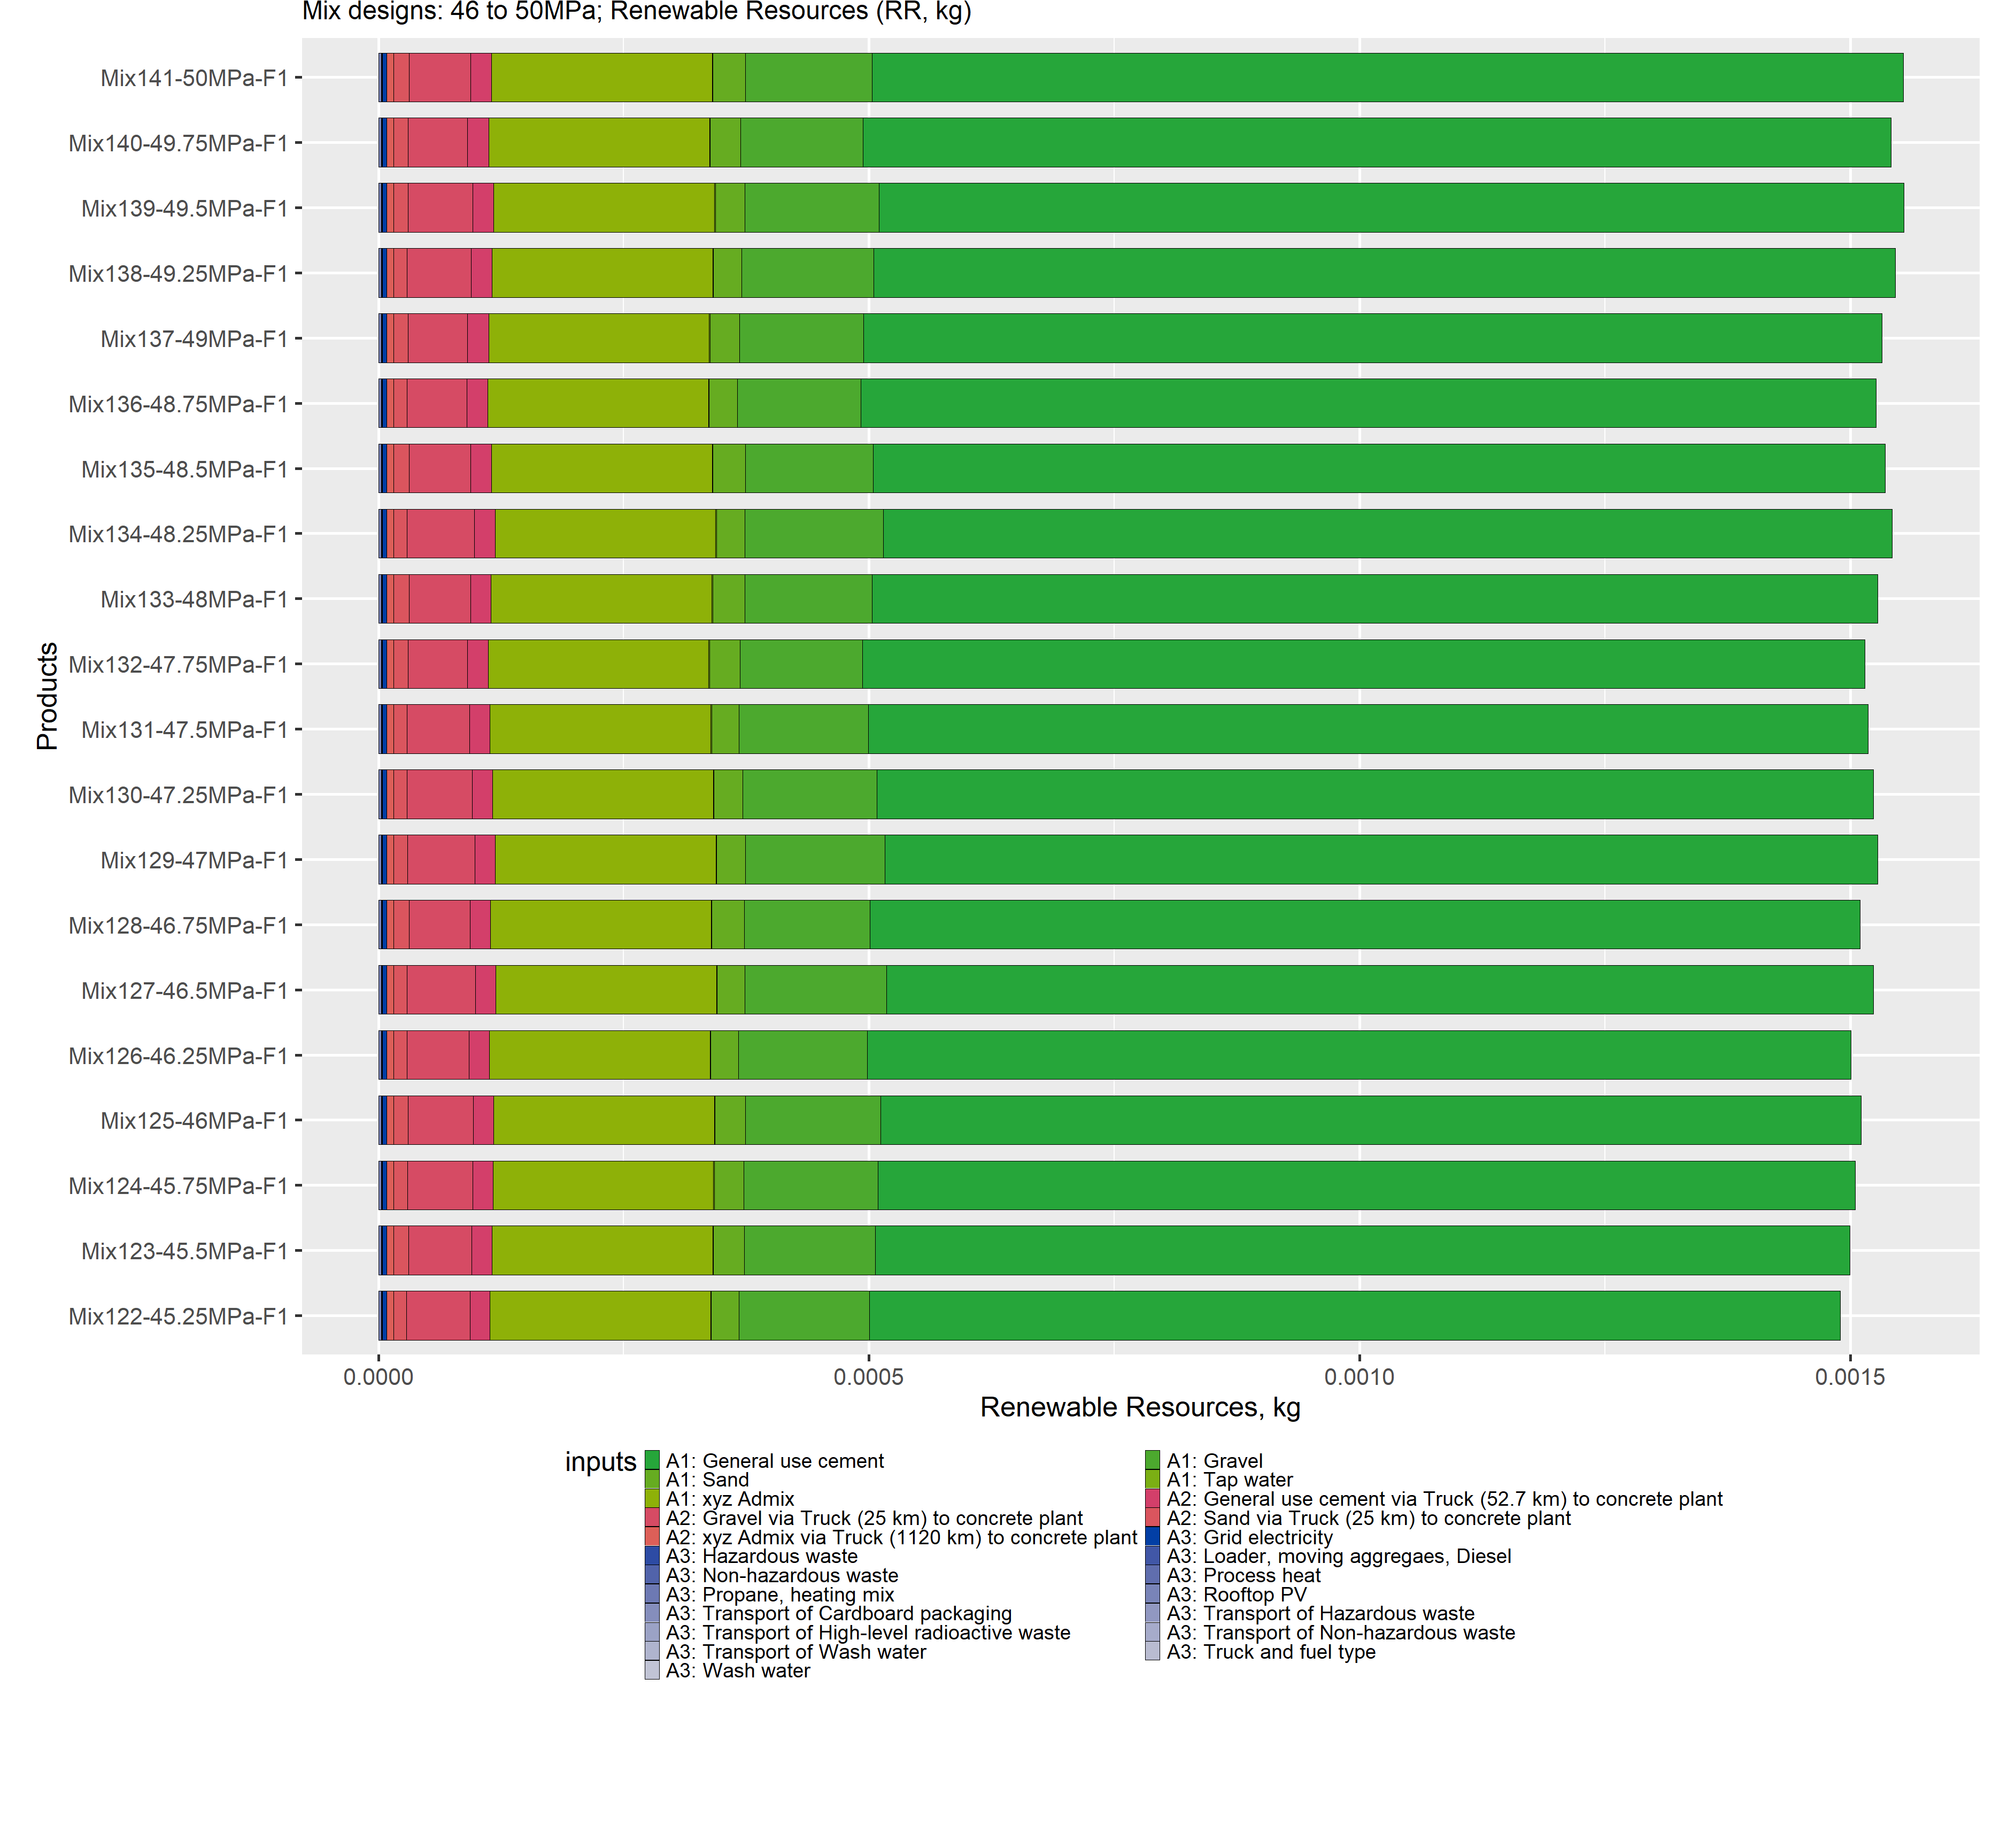 Mix designs: 46 to 50MPa; Renewable Resources (RR, kg)
Mix141-50MPa-F1
Mix140-49.75MPa-F1
Mix139-49.5MPa-F1
Mix138-49.25MPa-F1
Mix137-49MPa-F1
Mix136-48.75MPa-F1
Mix135-48.5MPa-F1
Mix134-48.25MPa-F1
Mix133-48MPa-F1
Mix132-47.75MPa-F1
Mix131-47.5MPa-F1
Mix130-47.25MPa-F1
Mix129-47MPa-F1
Mix128-46.75MPa-F1
Mix127-46.5MPa-F1
Mix126-46.25MPa-F1
Mix125-46MPa-F1
Mix124-45.75MPa-F1
Mix123-45.5MPa-F1
Mix122-45.25MPa-F1
Products
0.0000 0.0005 0.0010 0.0015
Renewable Resources, kg
inputs
A1: General use cement A1: Gravel
A1: Sand A1: Tap water
A1: xyz Admix A2: General use cement via Truck (52.7 km) to concrete plant
A2: Gravel via Truck (25 km) to concrete plant A2: Sand via Truck (25 km) to concrete plant
A2: xyz Admix via Truck (1120 km) to concrete plant A3: Grid electricity
A3: Hazardous waste A3: Loader, moving aggregaes, Diesel
A3: Non-hazardous waste A3: Process heat
A3: Propane, heating mix A3: Rooftop PV
A3: Transport of Cardboard packaging A3: Transport of Hazardous waste
A3: Transport of High-level radioactive waste A3: Transport of Non-hazardous waste
A3: Transport of Wash water A3: Truck and fuel type
A3: Wash water